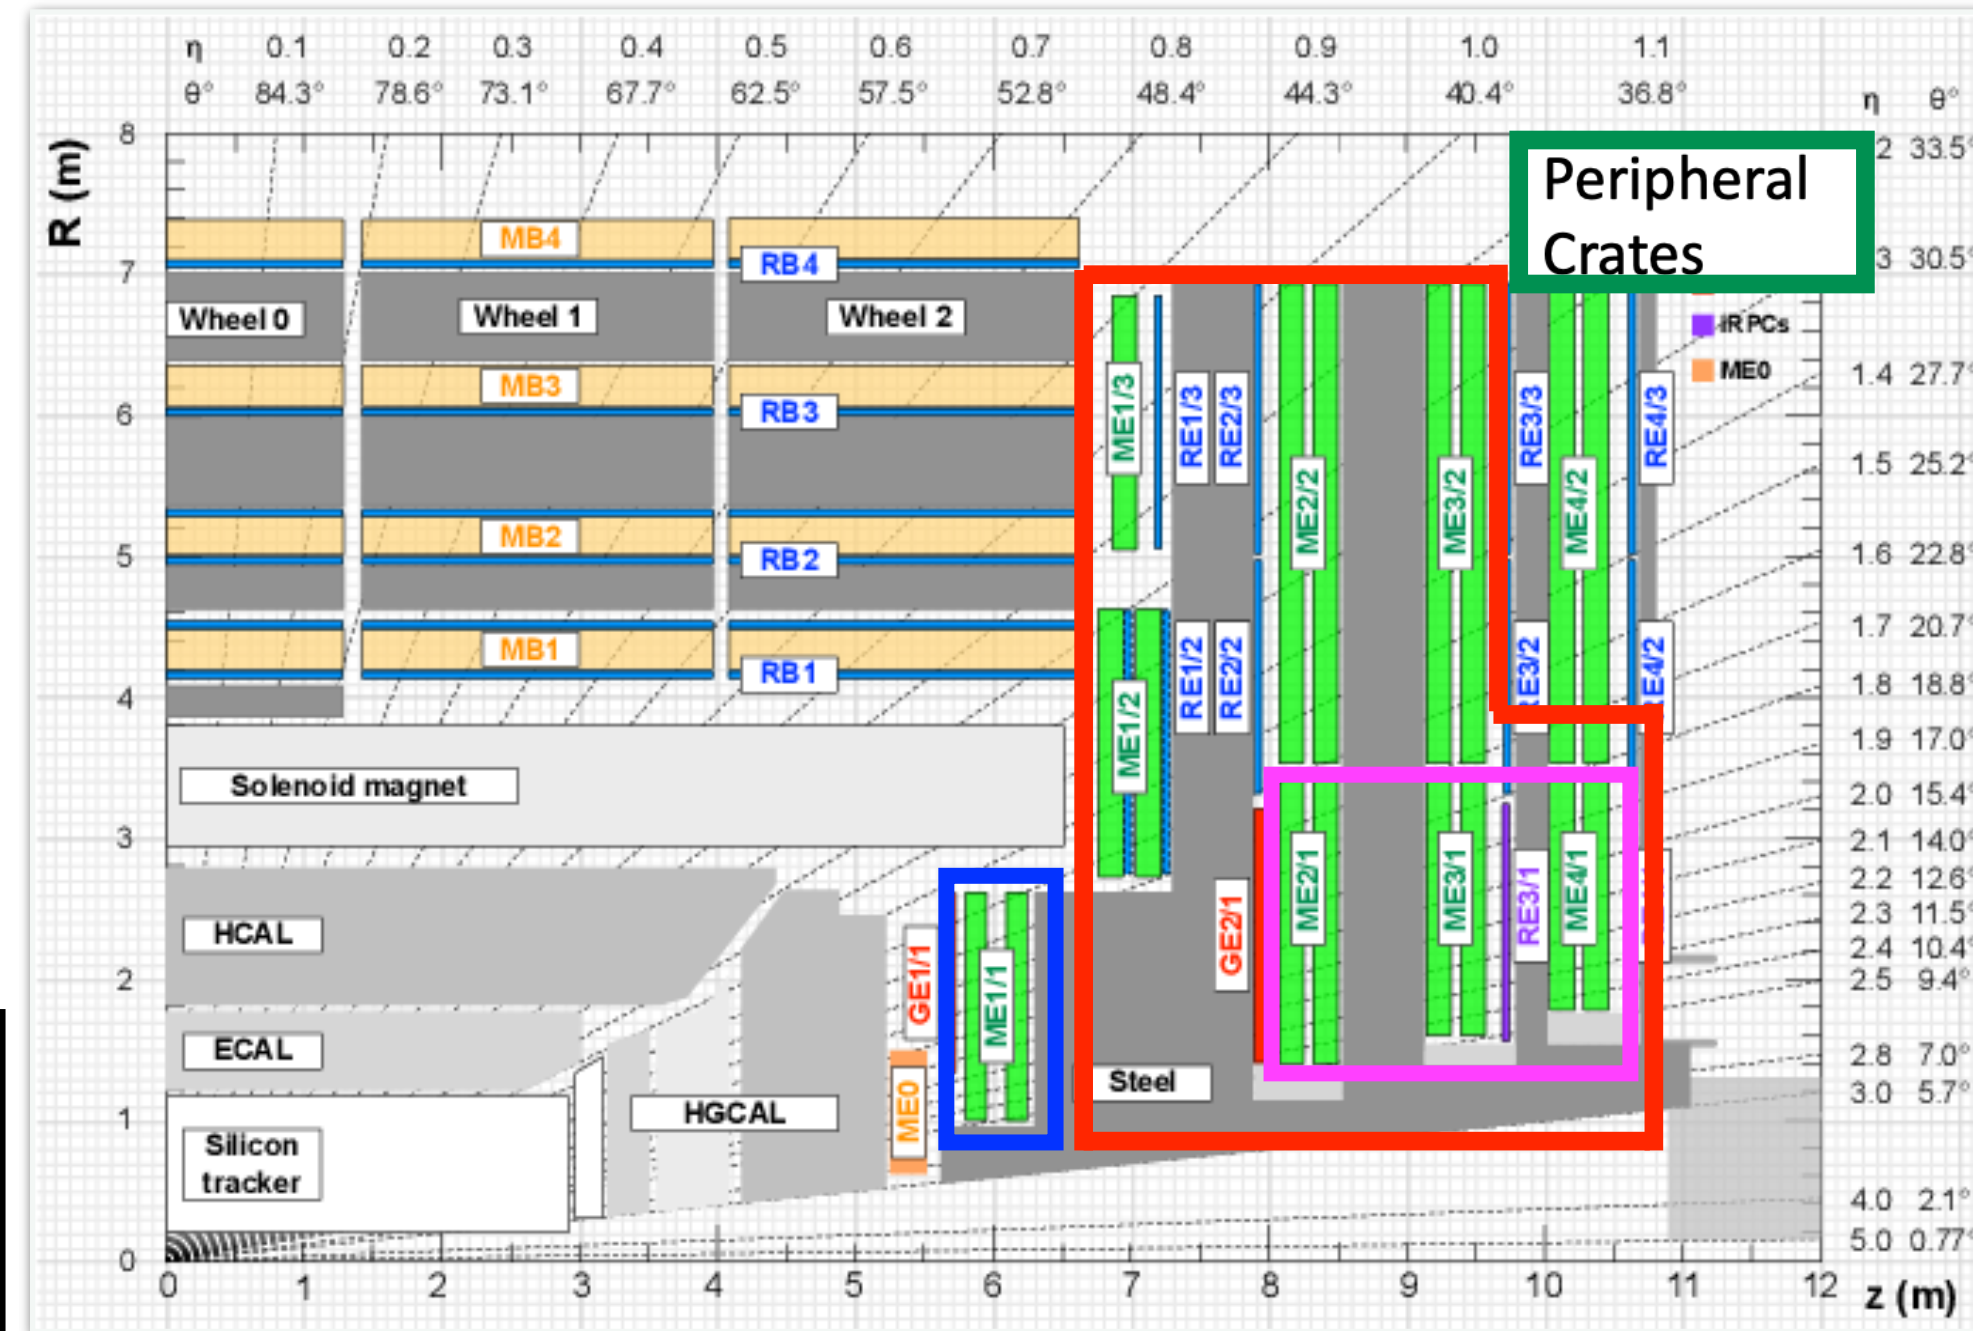 η 0.1 0.2 0.3 0.4 0.5 0.6 0.7 0.8 0.9 1.0 1.1
θ° 84.3° 78.6° 73.1° 67.7° 62.5° 57.5° 52.8° 48.4° 44.3° 40.4° 36.8° η θ°
R (m)
8
7
6
5
4
3
2
1
0
Peripheral
Crates
2 33.5°
3 30.5°
1.4 27.7°
1.5 25.2°
1.6 22.8°
1.7 20.7°
1.8 18.8°
1.9 17.0°
2.0 15.4°
2.1 14.0°
2.2 12.6°
2.3 11.5°
2.4 10.4°
2.5 9.4°
2.8 7.0°
3.0 5.7°
4.0 2.1°
5.0 0.77°
iRPCs
ME0
MB4
RB4
Wheel 0 Wheel 1 Wheel 2
MB3
RB3
MB2
RB2
MB1
RB1
Solenoid magnet
HCAL
ECAL
Silicon
tracker
HGCAL
Steel
ME0
GE1/1
ME1/1
ME1/3
RE1/3
RE2/3
ME2/2
ME3/2
RE3/3
ME4/2
RE4/3
ME1/2
RE1/2
RE2/2
RE3/2
RE4/2
GE2/1
ME2/1
ME3/1
RE3/1
ME4/1
0 1 2 3 4 5 6 7 8 9 10 11 12 z (m)